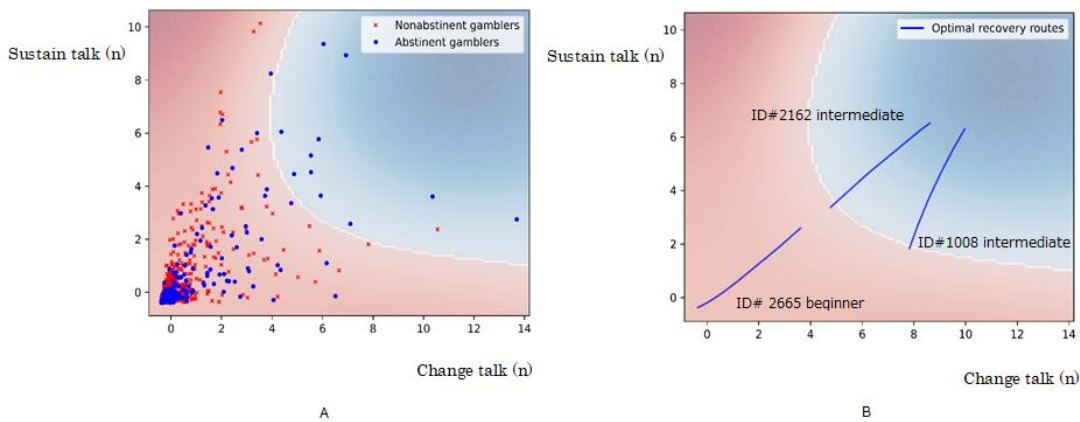 Sustain talk (n)
10
8
6
4
2
0
Nonabstinent gamblers
Abstinent gamblers
0 2 4 6 8 10 12 14
Change talk (n)
A
Sustain talk (n)
10
8
6
4
2
0
Optimal recovery routes
ID#2162 intermediate
ID#1008 intermediate
ID# 2665 beginner
0 2 4 6 8 10 12 14
Change talk (n)
B